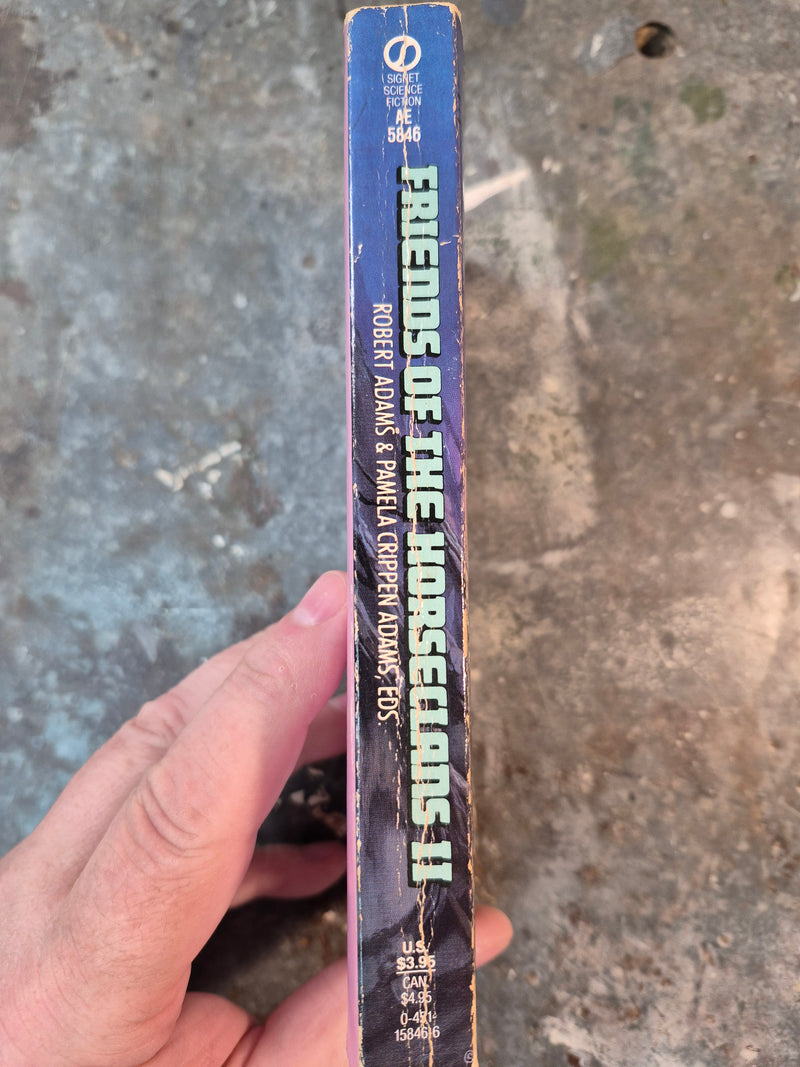 SIGNET
SCIENCE
FICTION
AE
5846
FRIENDS OF THE HORSECLANS II
ROBERT ADAMS & PAMELA CRIPPEN ADAMS, EDS.
U.S.
$3.95
CAN.
$4.95
0-451-
15846-6